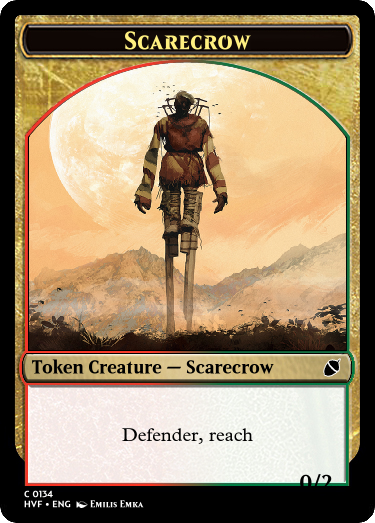 Scarecrow
Token Creature — Scarecrow
Defender, reach
0/2
C 0134
HVF • ENG Emilis Emka